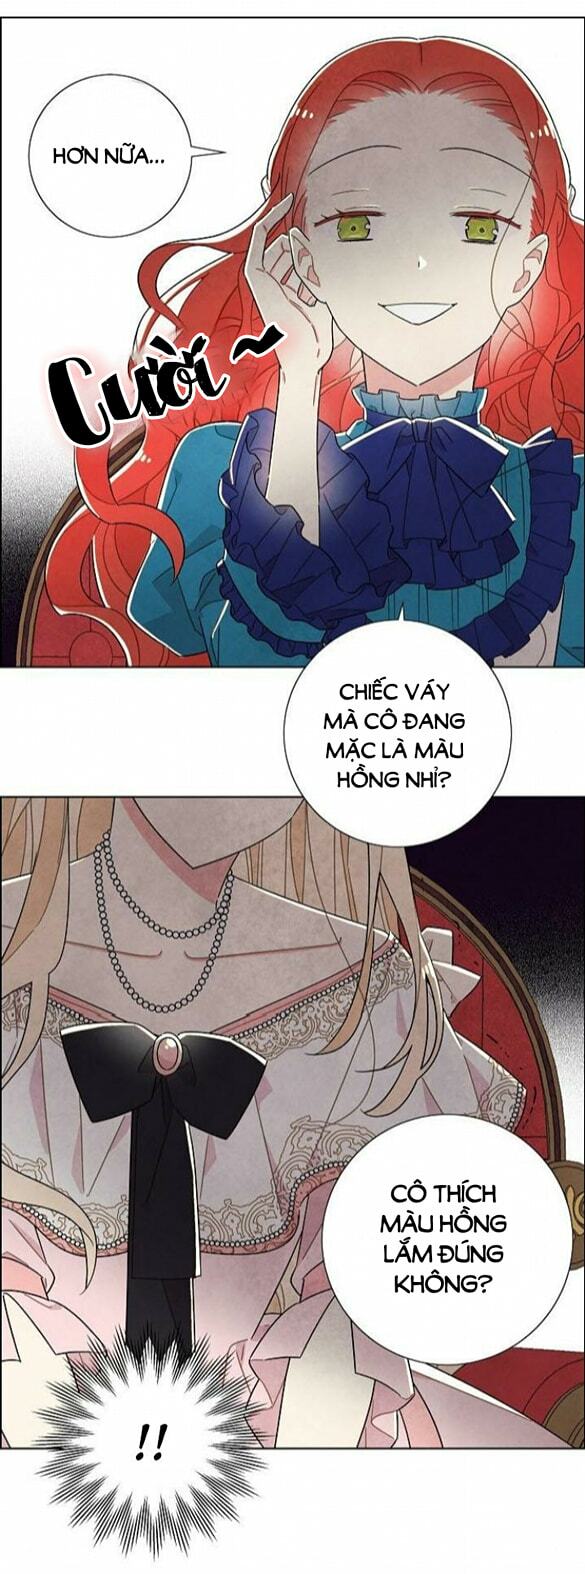 HƠN NỮA...
Cười ~
CHIẾC VÁY
MÀ CÔ ĐANG
MẶC LÀ MÀU
HỒNG NHỈ?
CÔ THÍCH
MÀU HỒNG
LẮM ĐÚNG
KHÔNG?
!!